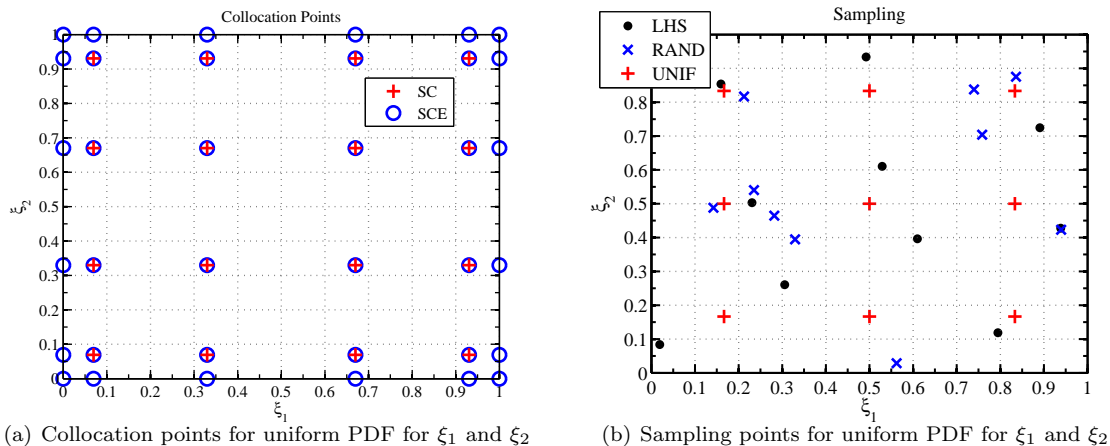 Collocation Points
1
0.9
0.8
0.7
0.6
0.5
0.4
0.3
0.2
0.1
0
ξ2
SC
SCE
0 0.1 0.2 0.3 0.4 0.5 0.6 0.7 0.8 0.9 1
ξ1
(a) Collocation points for uniform PDF for ξ1 and ξ2
Sampling
LHS
RAND
UNIF
0.8
0.7
0.6
0.5
0.4
0.3
0.2
0.1
0
ξ2
0 0.1 0.2 0.3 0.4 0.5 0.6 0.7 0.8 0.9 1
ξ1
(b) Sampling points for uniform PDF for ξ1 and ξ2